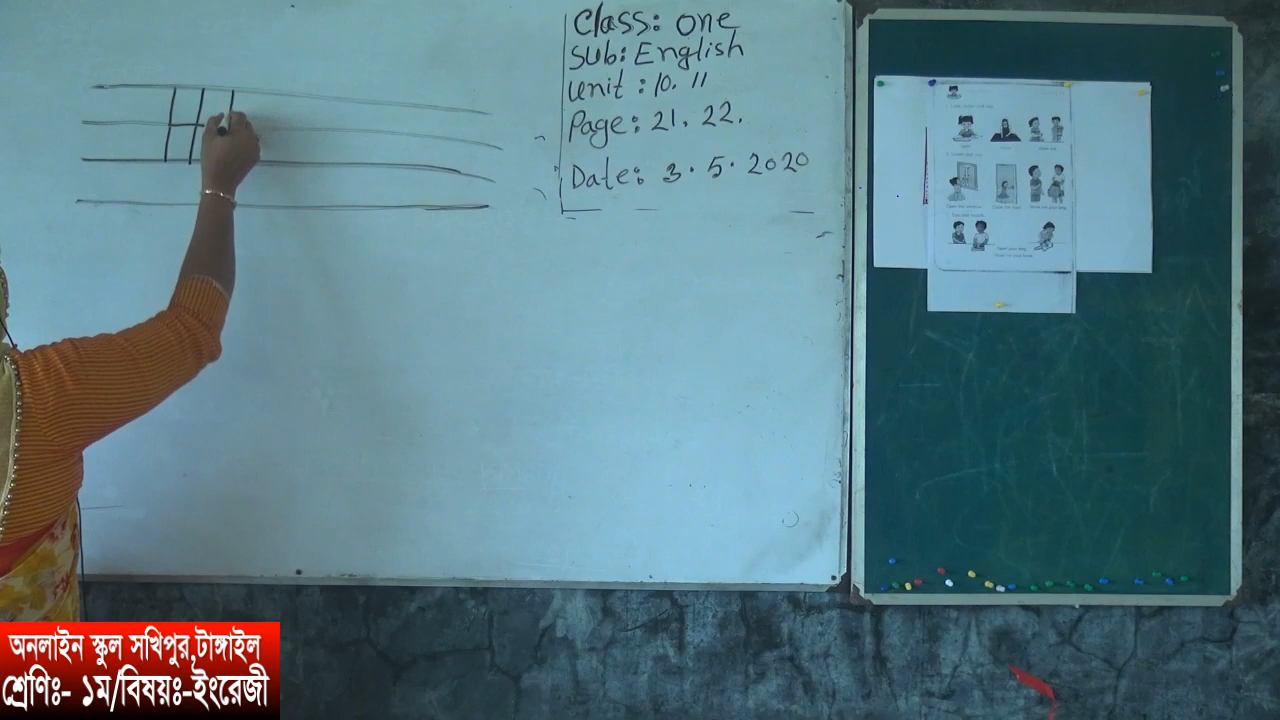 H
Class: one
Sub: English
Unit : 10. 11
Page: 21. 22.
Date: 3. 5. 2020
অনলাইন স্কুল সখিপুর,টাঙ্গাইল
শ্রেণিঃ- ১ম/বিষয়ঃ-ইংরেজী